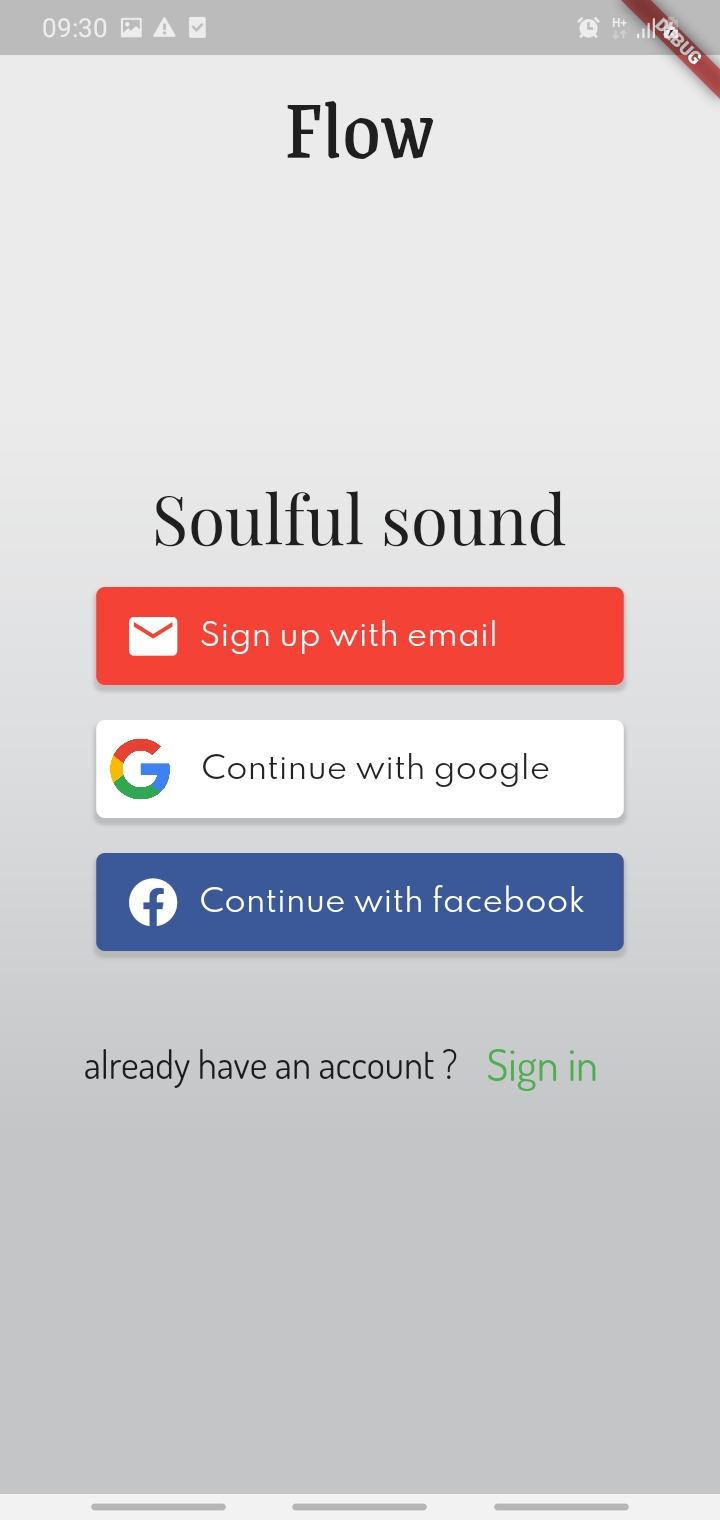 09:30
H+
DEBUG
Flow
Soulful sound
Sign up with email
Continue with google
Continue with facebook
already have an account ?   Sign in